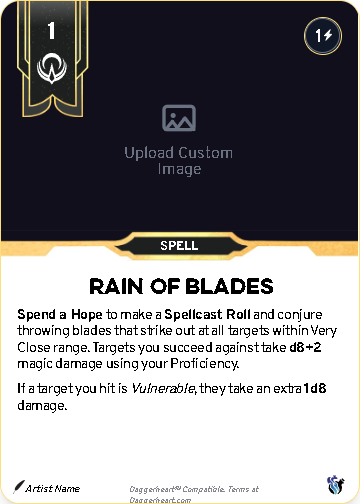 1
1
Upload Custom
Image
SPELL
RAIN OF BLADES
Spend a Hope to make a Spellcast Roll and conjure
throwing blades that strike out at all targets within Very
Close range. Targets you succeed against take d8+2
magic damage using your Proficiency.
If a target you hit is Vulnerable, they take an extra 1d8
damage.
Artist Name
Daggerheart℠ Compatible. Terms at
Daggerheart.com